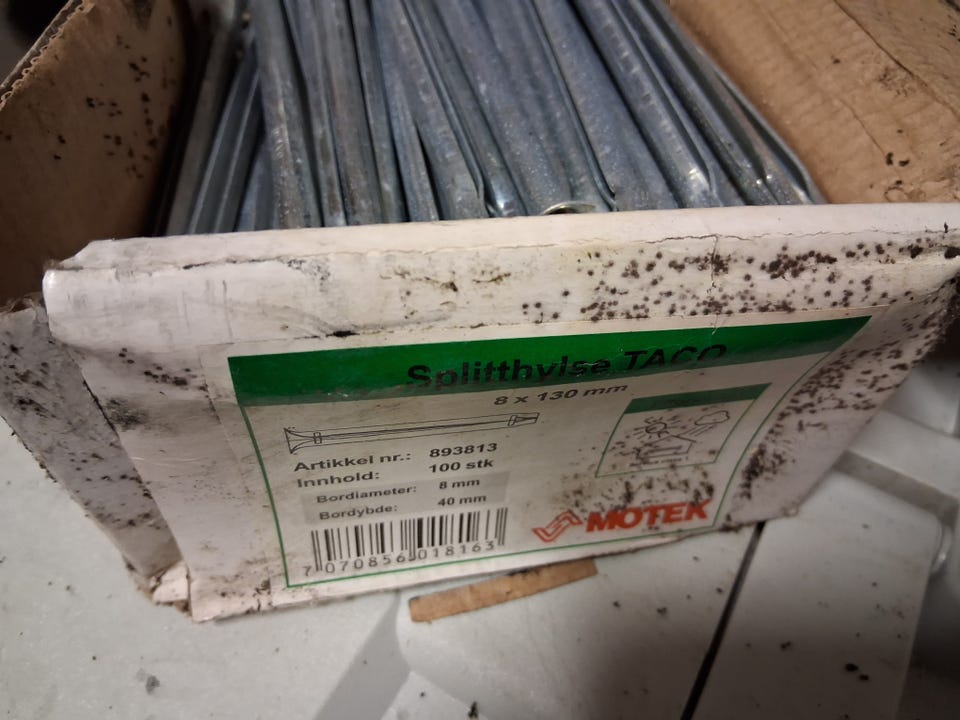 Splitthylse TACO
8 x 130 mm
Artikkel nr.: 893813
Innhold: 100 stk
Bordiameter: 8 mm
Bordybde: 40 mm
7 070856 018163
MOTEK